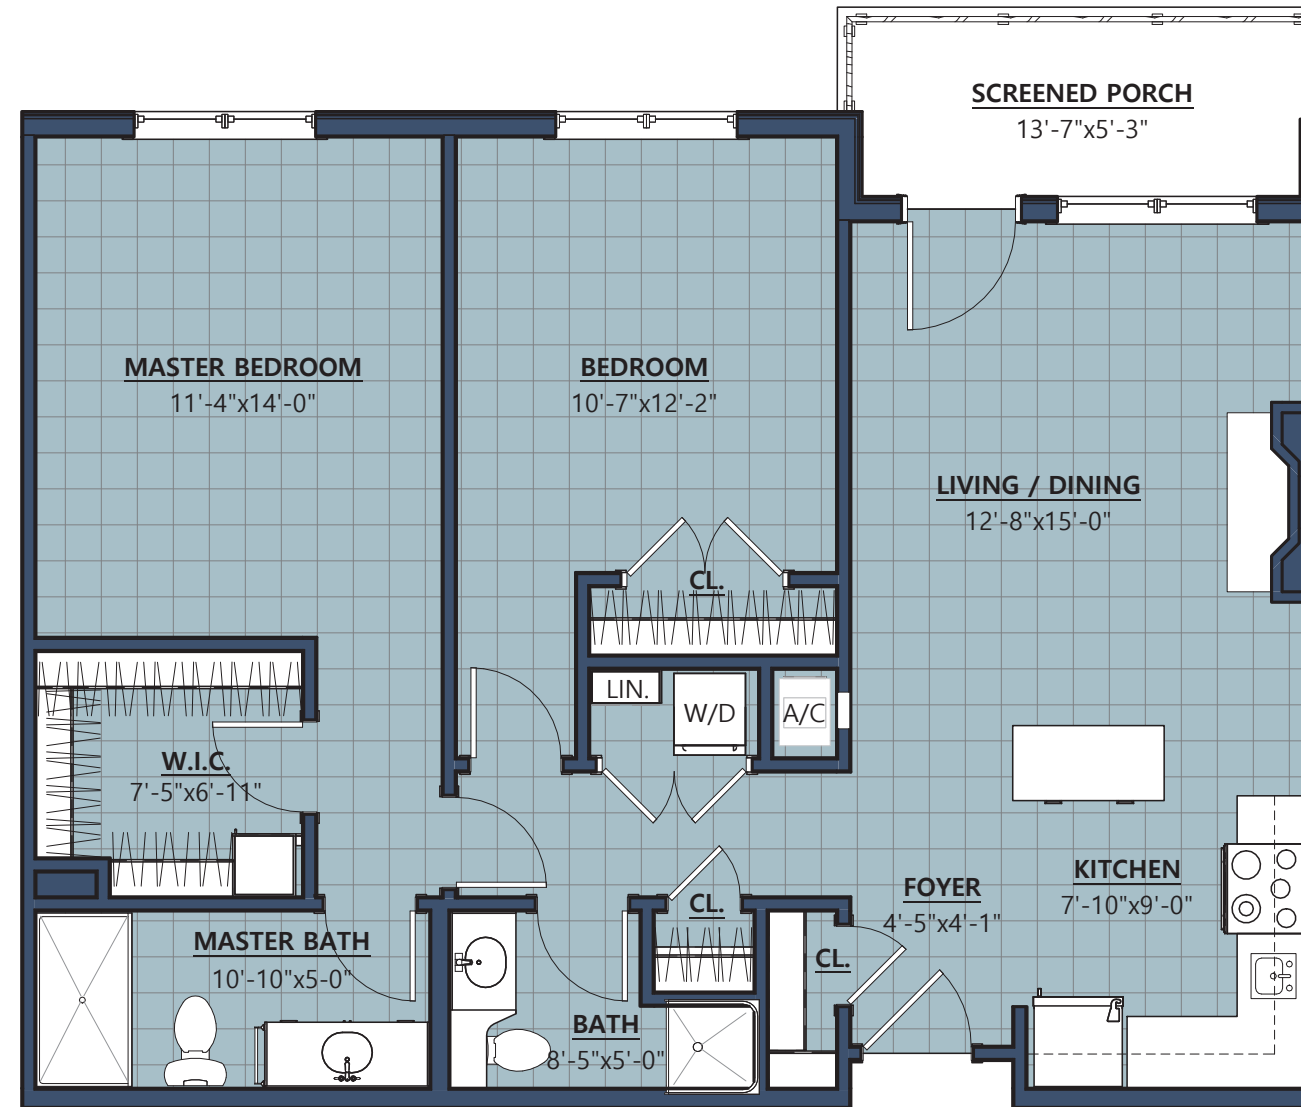 SCREENED PORCH
13'-7"x5'-3"
MASTER BEDROOM
11'-4"x14'-0"
BEDROOM
10'-7"x12'-2"
LIVING / DINING
12'-8"x15'-0"
CL.
LIN.
W/D
A/C
W.I.C.
7'-5"x6'-11"
KITCHEN
7'-10"x9'-0"
FOYER
4'-5"x4'-1"
CL.
MASTER BATH
10'-10"x5-0"
CL.
BATH
8'-5"x5'-0"